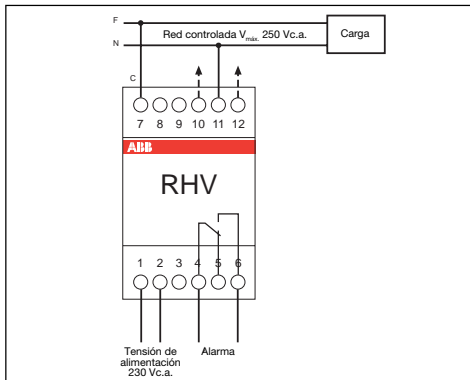 F
Red controlada Vmáx. 250 Vc.a.
Carga
N
C
7 8 9 10 11 12
ABB
RHV
1 2 3 4 5 6
Tensión de
alimentación
230 Vc.a.
Alarma